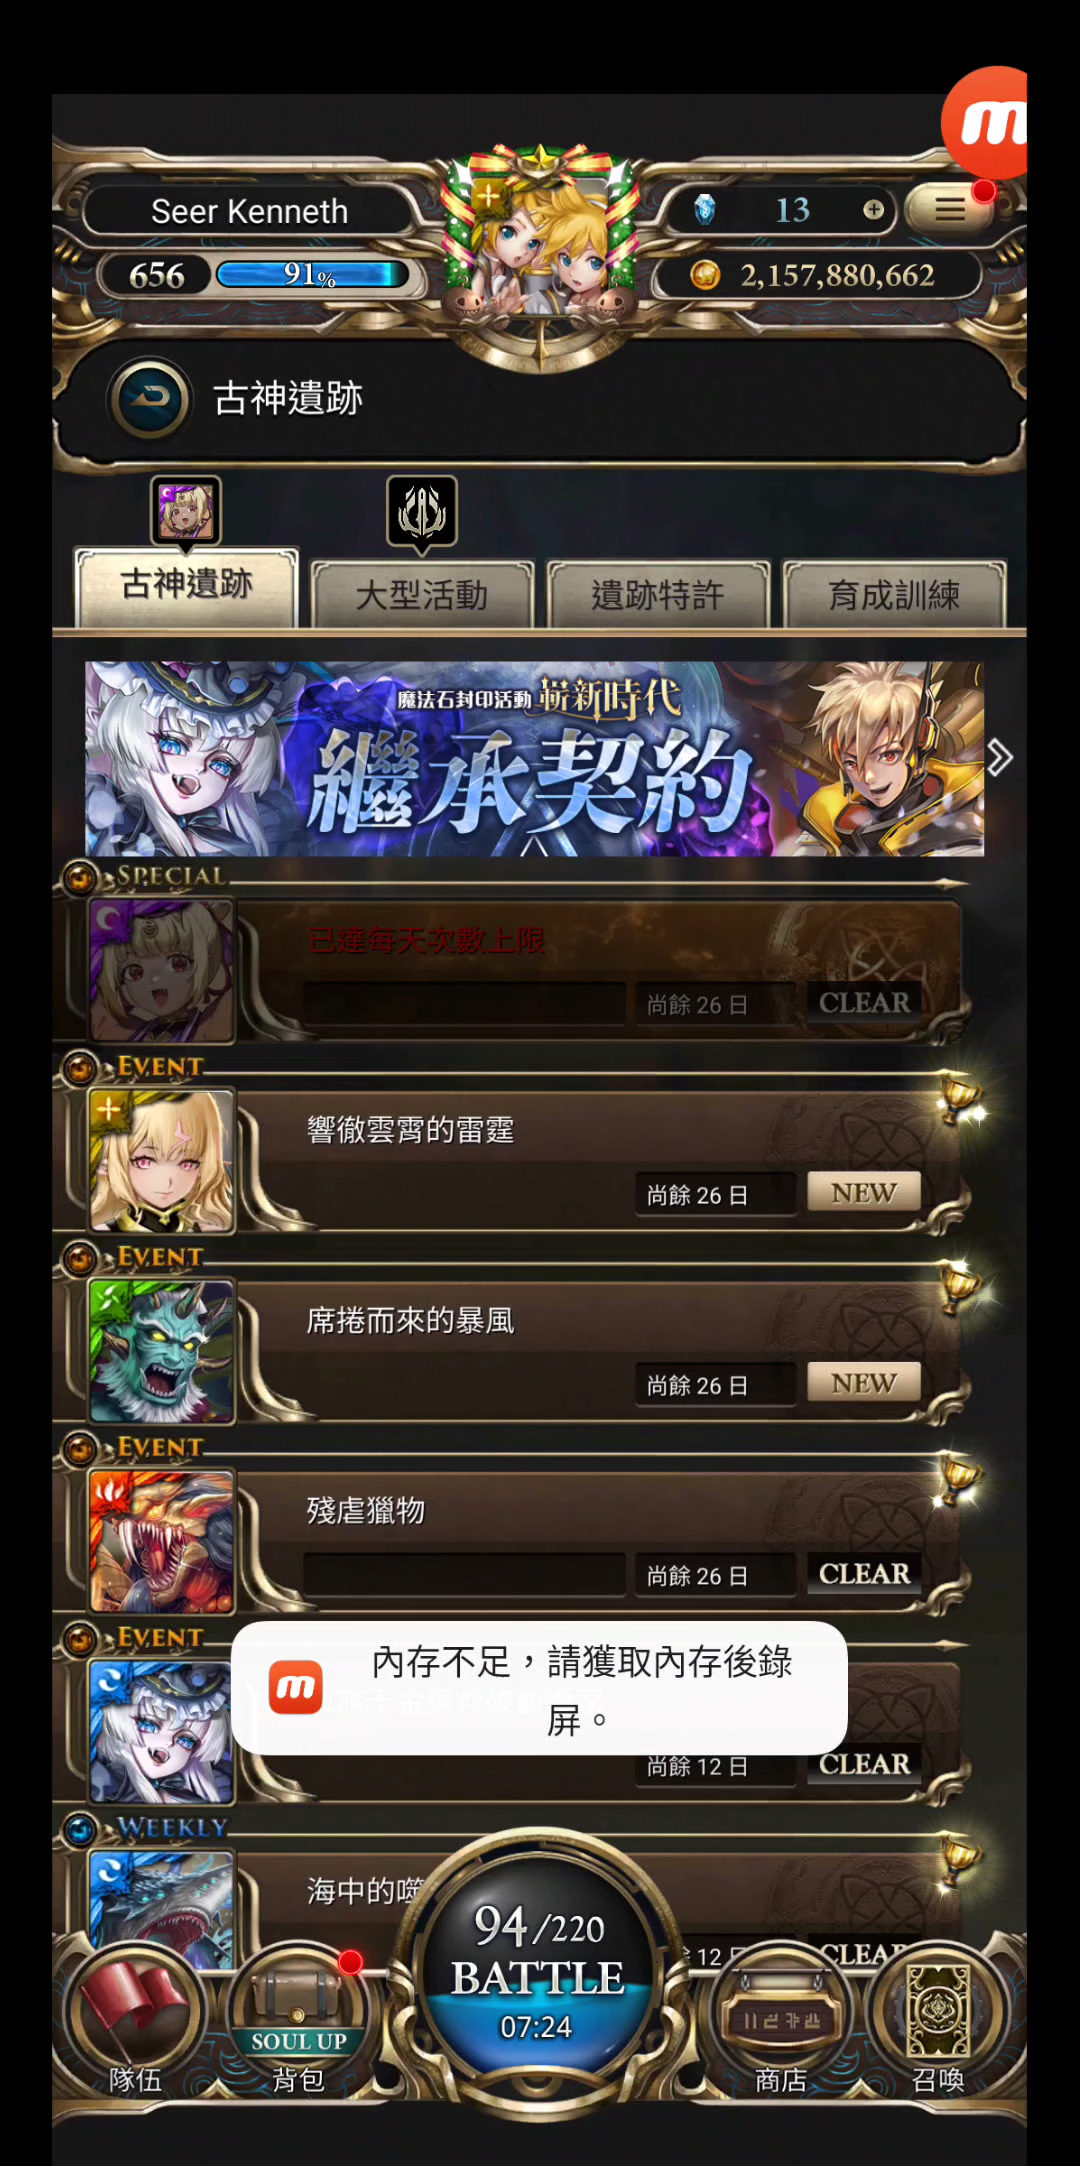 Seer Kenneth
13
656
91%
2,157,880,662
古神遺跡
古神遺跡
大型活動
遺跡特許
育成訓練
魔法石封印活動 嶄新時代
繼承契約
SPECIAL
已達每天次數上限
尚餘 26 日
CLEAR
EVENT
響徹雲霄的雷霆
尚餘 26 日
NEW
EVENT
席捲而來的暴風
尚餘 26 日
NEW
EVENT
殘虐獵物
尚餘 26 日
CLEAR
EVENT
內存不足，請獲取內存後錄
屏。
尚餘 12 日
CLEAR
WEEKLY
海中的噬
94/220
12
CLEAR
BATTLE
07:24
SOUL UP
隊伍
背包
商店
召喚